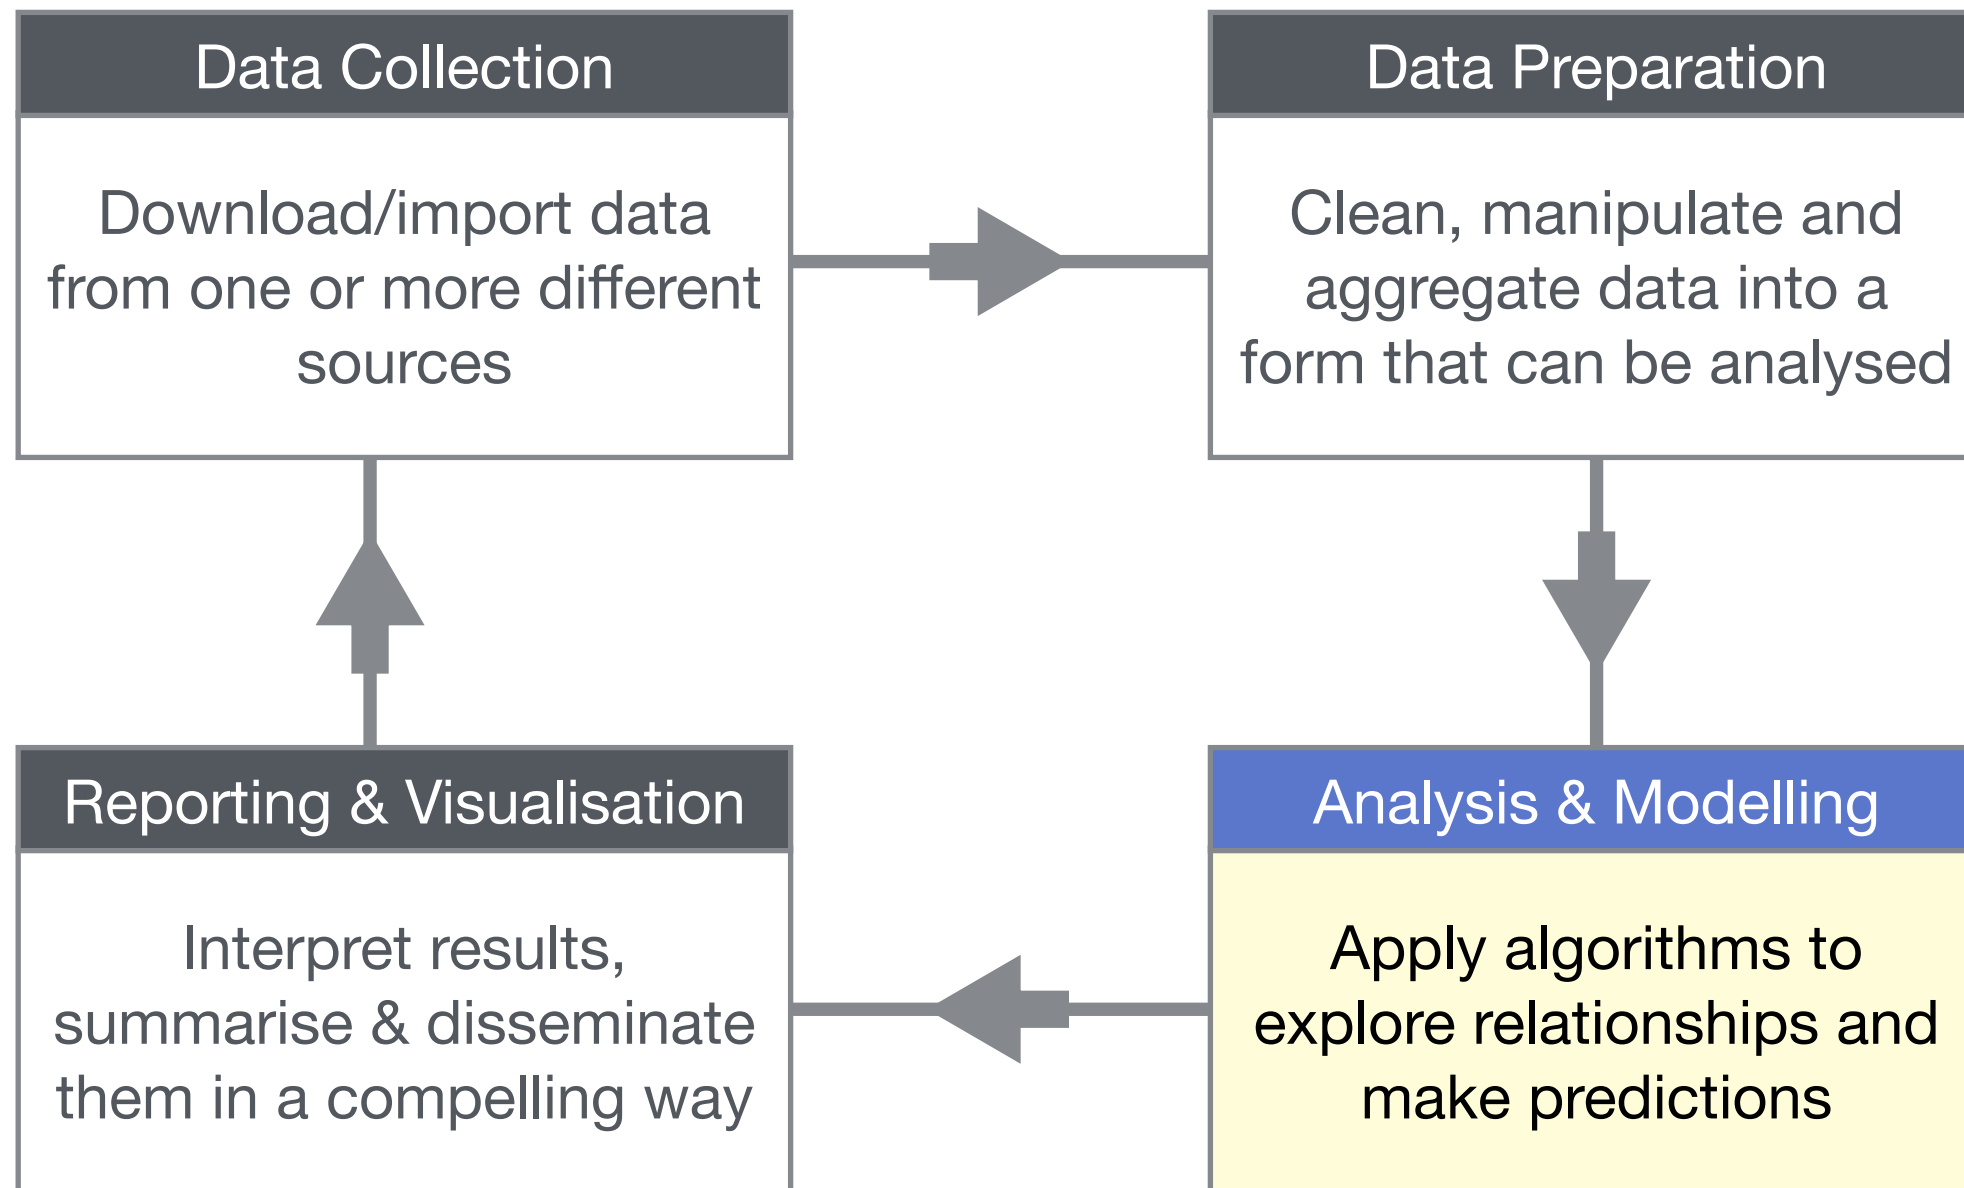 Data Collection
Download/import data
from one or more different
sources
Data Preparation
Clean, manipulate and
aggregate data into a
form that can be analysed
Reporting & Visualisation
Interpret results,
summarise & disseminate
them in a compelling way
Analysis & Modelling
Apply algorithms to
explore relationships and
make predictions